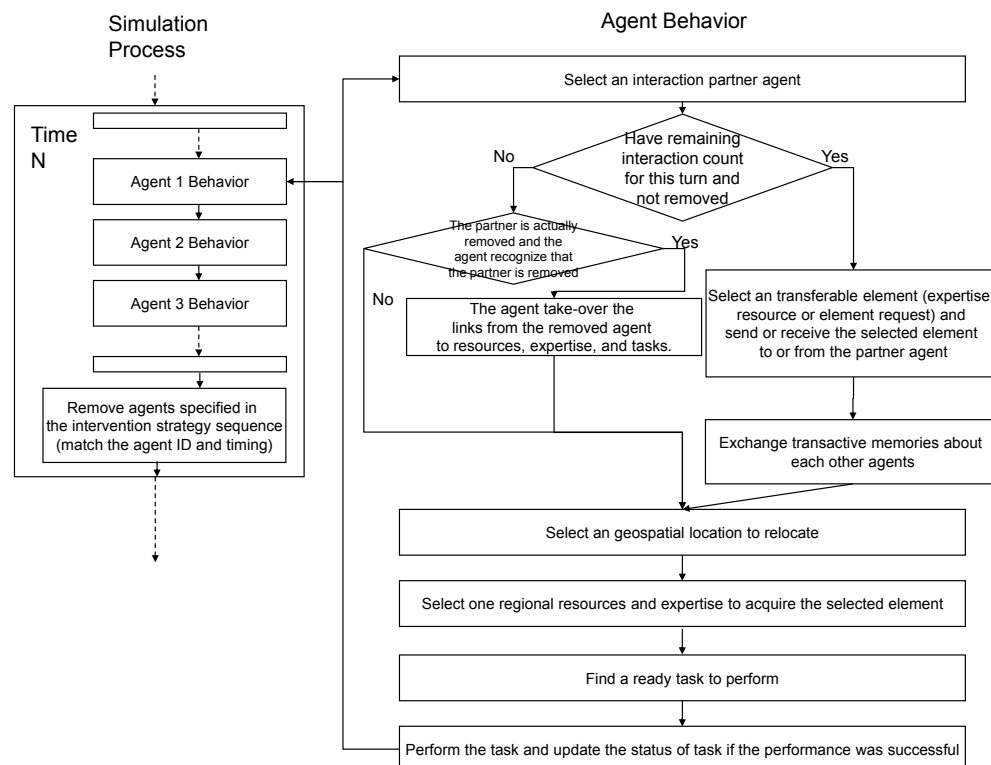 Simulation
Process
Time
N
Agent 1 Behavior
Agent 2 Behavior
Agent 3 Behavior
Remove agents specified in
the intervention strategy sequence
(match the agent ID and timing)
Agent Behavior
Select an interaction partner agent
Have remaining
interaction count
for this turn and
not removed
No
Yes
The partner is actually
removed and the
agent recognize that
the partner is removed
Yes
No
The agent take-over the
links from the removed agent
to resources, expertise, and tasks.
Select an transferable element (expertise,
resource or element request) and
send or receive the selected element
to or from the partner agent
Exchange transactive memories about
each other agents
Select an geospatial location to relocate
Select one regional resources and expertise to acquire the selected element
Find a ready task to perform
Perform the task and update the status of task if the performance was successful